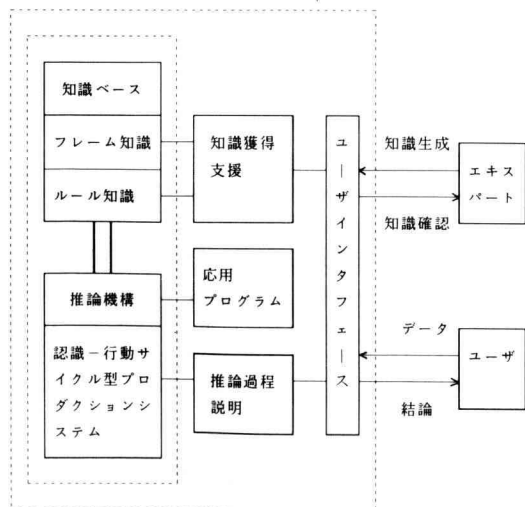 知識ベース
フレーム知識
ルール知識
知識獲得
支援
ユーザインタフェース
知識生成
エキス
パート
知識確認
推論機構
認識－行動サ
イクル型プロ
ダクションシ
ステム
応用
プログラム
推論過程
説明
データ
ユーザ
結論